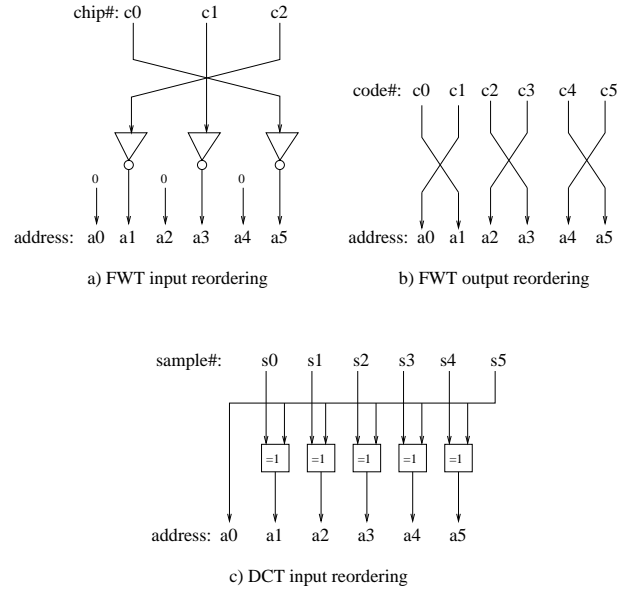 chip#: c0 c1 c2
code#: c0 c1 c2 c3 c4 c5
0 0 0
address: a0 a1 a2 a3 a4 a5
address: a0 a1 a2 a3 a4 a5
a) FWT input reordering
b) FWT output reordering
sample#: s0 s1 s2 s3 s4 s5
=1 =1 =1 =1 =1
address: a0 a1 a2 a3 a4 a5
c) DCT input reordering